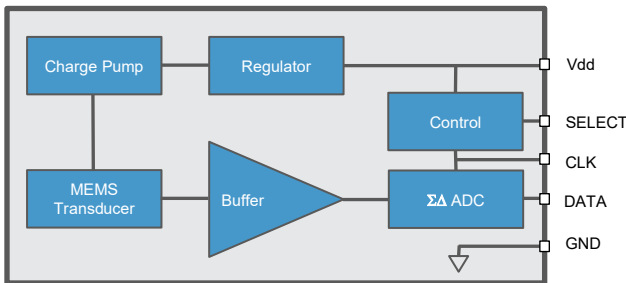 Charge Pump
Regulator
Vdd
Control
SELECT
CLK
MEMS
Transducer
Buffer
ΣΔ ADC
DATA
GND